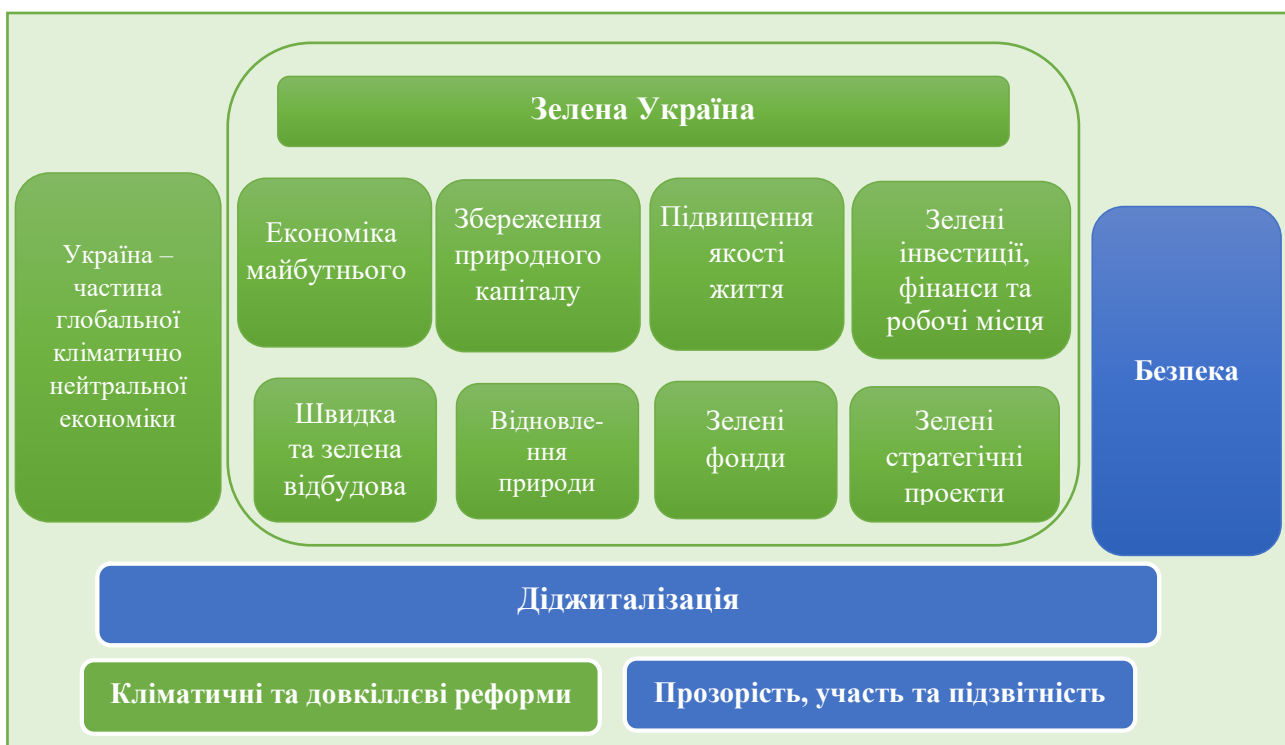 Зелена Україна
Україна –
частина
глобальної
кліматично
нейтральної
економіки
Економіка
майбутнього
Збереження
природного
капіталу
Підвищення
якості
життя
Зелені
інвестиції,
фінанси та
робочі місця
Швидка
та зелена
відбудова
Відновле-
ння
природи
Зелені
фонди
Зелені
стратегічні
проекти
Безпека
Діджиталізація
Кліматичні та довкіллєві реформи
Прозорість, участь та підзвітність